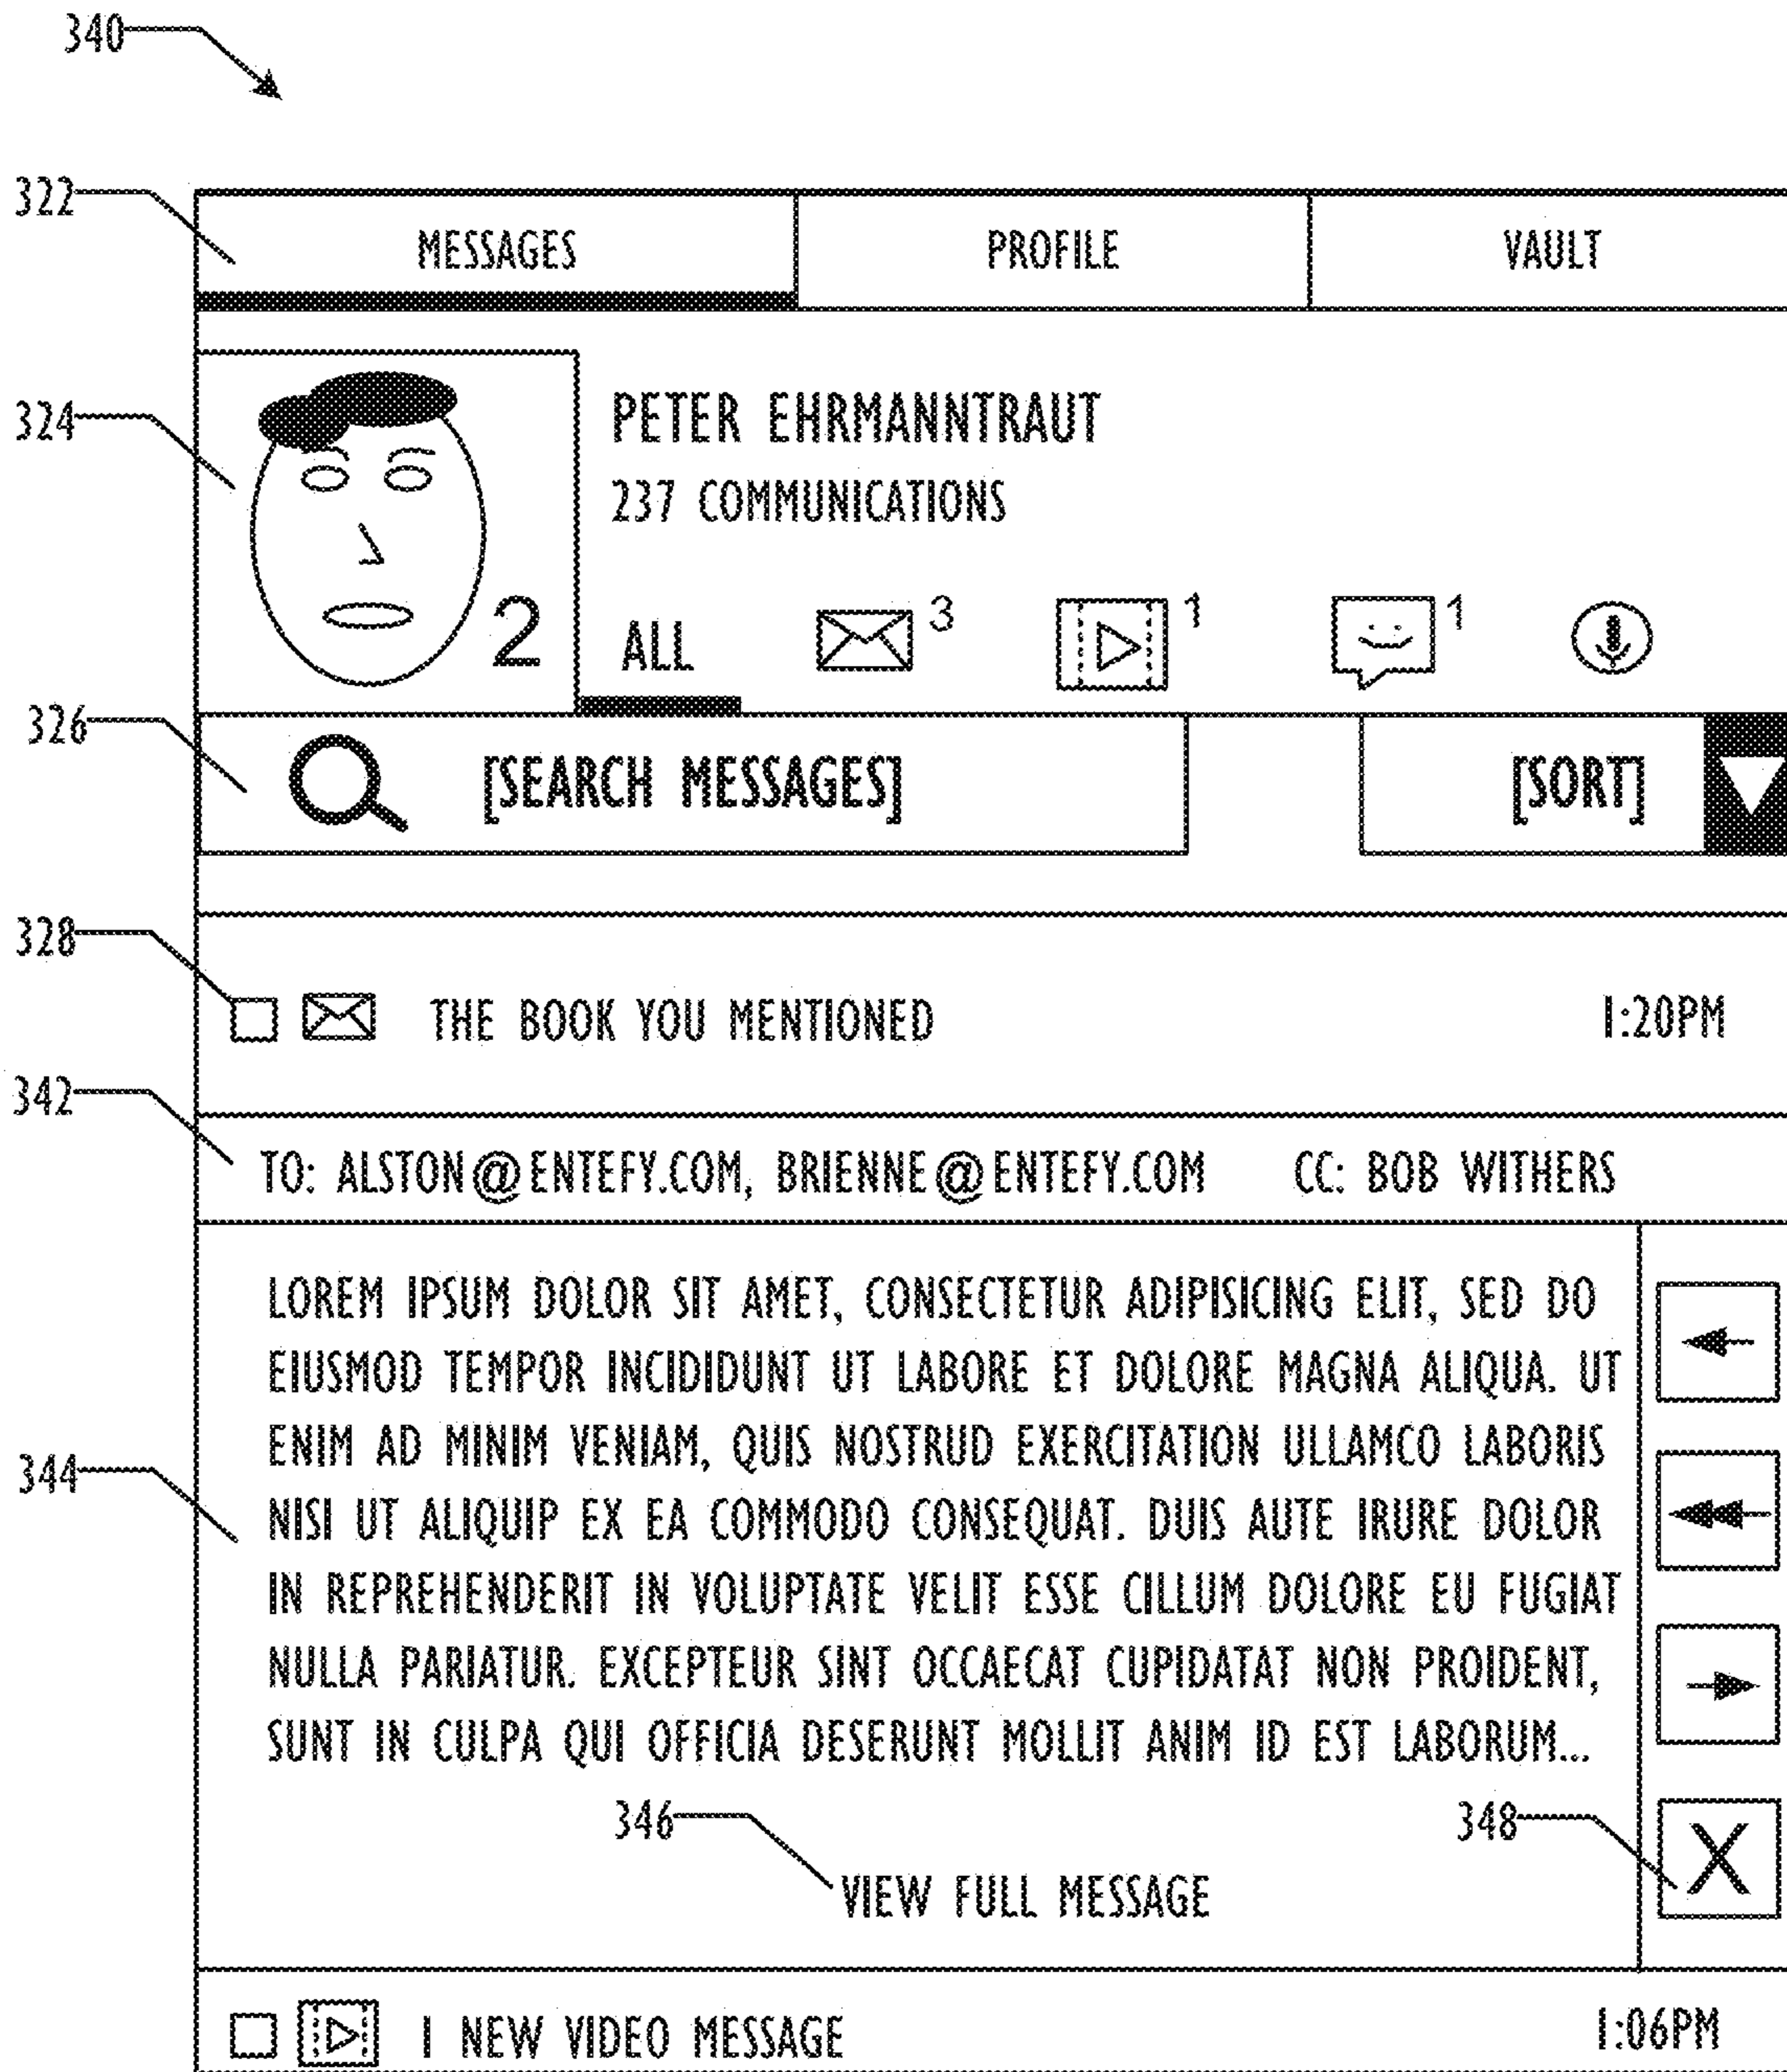 340
322
MESSAGES PROFILE VAULT
324
PETER EHRMANNTRAUT
237 COMMUNICATIONS
2 ALL 3 1 1
326
[SEARCH MESSAGES] [SORT]
328
THE BOOK YOU MENTIONED 1:20PM
342
TO: ALSTON@ENTEFY.COM, BRIENNE@ENTEFY.COM CC: BOB WITHERS
LOREM IPSUM DOLOR SIT AMET, CONSECTETUR ADIPISICING ELIT, SED DO
EIUSMOD TEMPOR INCIDIDUNT UT LABORE ET DOLORE MAGNA ALIQUA. UT
ENIM AD MINIM VENIAM, QUIS NOSTRUD EXERCITATION ULLAMCO LABORIS
344
NISI UT ALIQUIP EX EA COMMODO CONSEQUAT. DUIS AUTE IRURE DOLOR
IN REPREHENDERIT IN VOLUPTATE VELIT ESSE CILLUM DOLORE EU FUGIAT
NULLA PARIATUR. EXCEPTEUR SINT OCCAECAT CUPIDATAT NON PROIDENT,
SUNT IN CULPA QUI OFFICIA DESERUNT MOLLIT ANIM ID EST LABORUM...
346 348
VIEW FULL MESSAGE X
1 NEW VIDEO MESSAGE 1:06PM